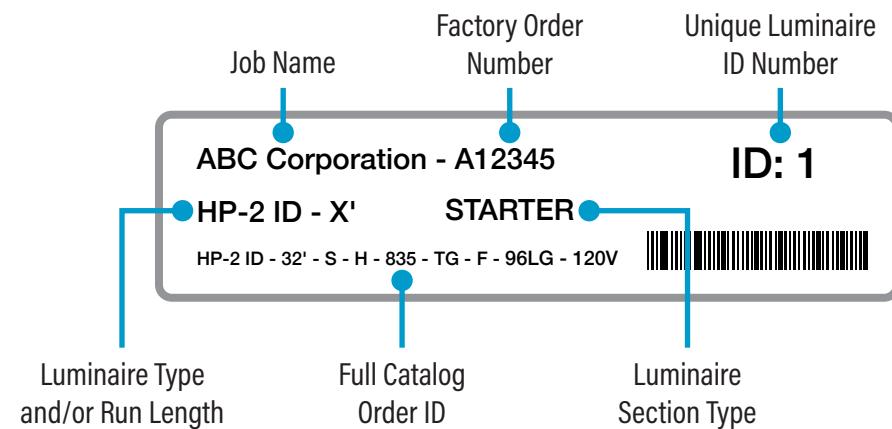 Job Name
Factory Order
Number
Unique Luminaire
ID Number
ABC Corporation - A12345
ID: 1
HP-2 ID - X'
STARTER
HP-2 ID - 32' - S - H - 835 - TG - F - 96LG - 120V
Luminaire Type
and/or Run Length
Full Catalog
Order ID
Luminaire
Section Type